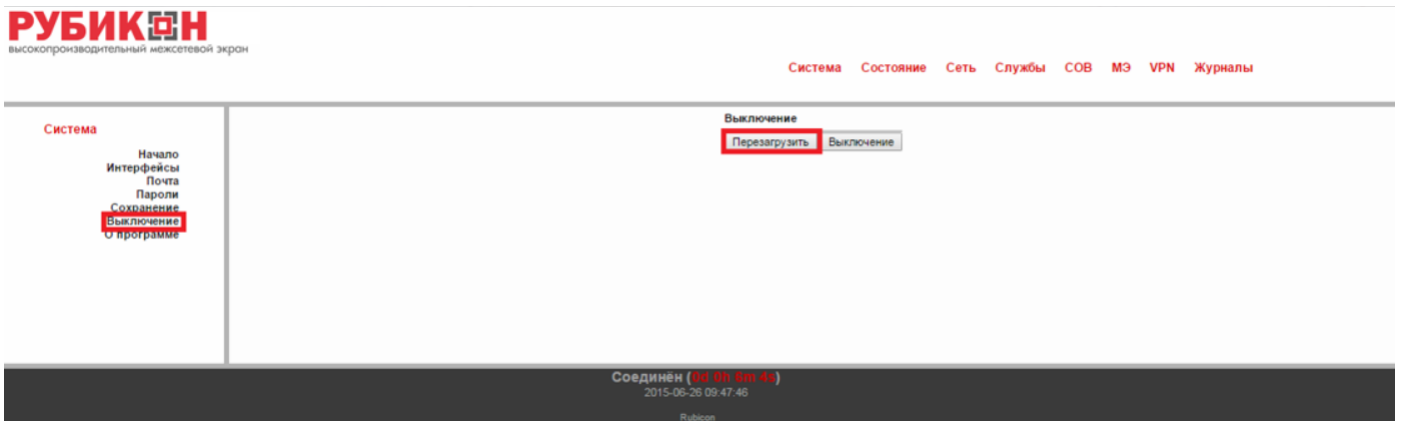 РУБИКОН
высокопроизводительный межсетевой экран
Система Состояние Сеть Службы СОВ МЭ VPN Журналы
Система
Начало
Интерфейсы
Почта
Пароли
Сохранение
Выключение
О программе
Выключение
Перезагрузить Выключение
Соединён (0d 0h 6m 4s)
2015-06-26 09:47:46
Rubicon